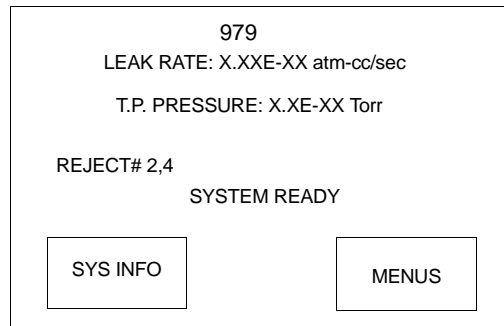 979
LEAK RATE: X.XXE-XX atm-cc/sec
T.P. PRESSURE: X.XE-XX Torr
REJECT# 2,4
SYSTEM READY
SYS INFO
MENUS